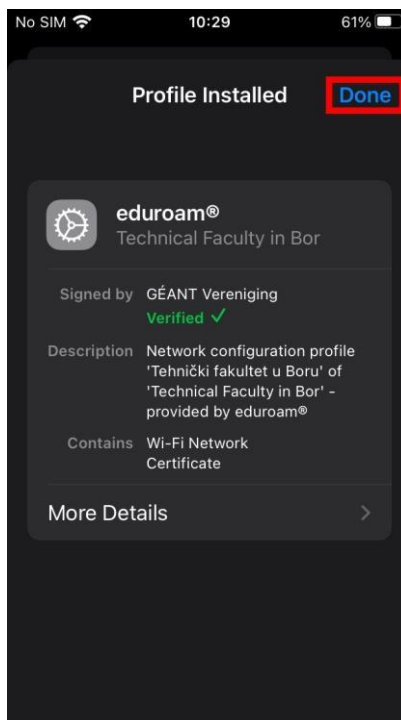 No SIM 10:29 61%
Profile Installed Done
eduroam®
Technical Faculty in Bor
Signed by GÉANT Vereniging
Verified ✓
Description Network configuration profile
'Tehnički fakultet u Boru' of
'Technical Faculty in Bor' -
provided by eduroam®
Contains Wi-Fi Network
Certificate
More Details